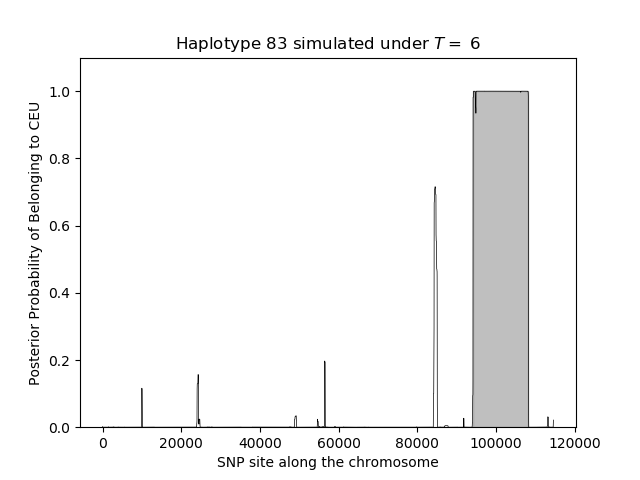 Haplotype 83 simulated under T = 6
Posterior Probability of Belonging to CEU
1.0
0.8
0.6
0.4
0.2
0.0
0 20000 40000 60000 80000 100000 120000
SNP site along the chromosome